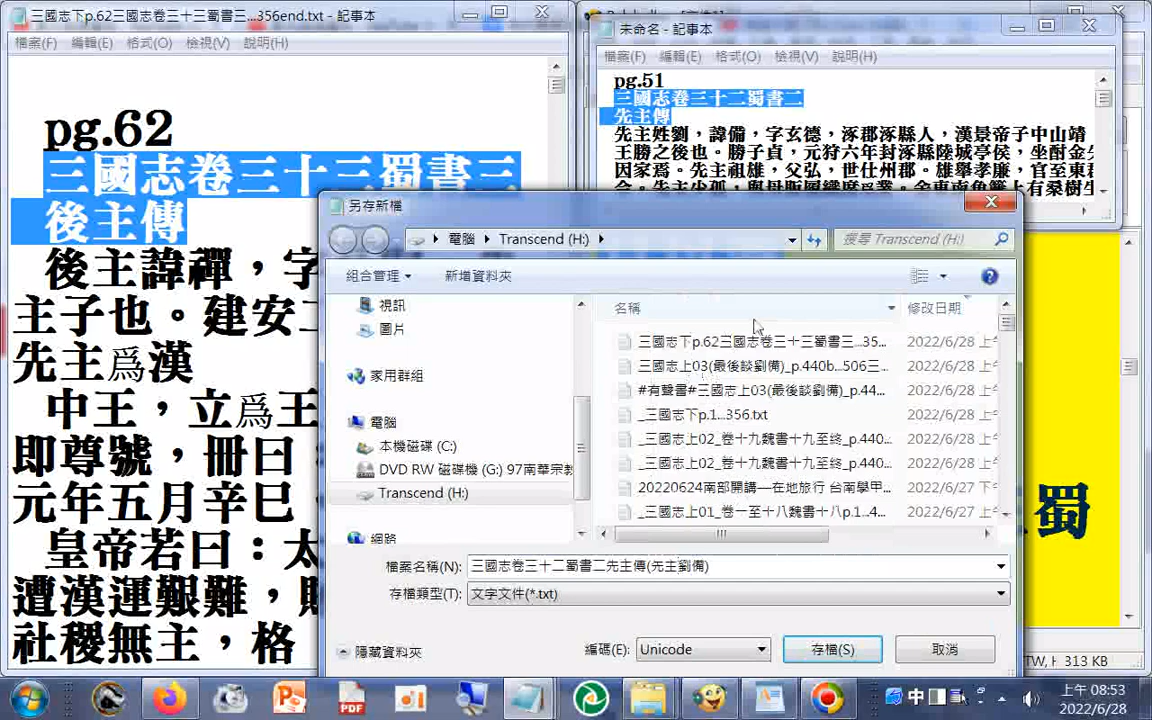 三國志下p.62三國志卷三十三蜀書三...356end.txt - 記事本
檔案(F) 編輯(E) 格式(O) 檢視(V) 說明(H)
pg.62
三國志卷三十三蜀書三
後主傳
後主諱禪，字
主子也。建安二
先主爲漢
中王，立爲王
即尊號，冊曰
元年五月辛巳
皇帝若曰：太
遭漢運艱難，
社稷無主，格
未命名 - 記事本
檔案(F) 編輯(E) 格式(O) 檢視(V) 說明(H)
pg.51
三國志卷三十二蜀書二
先主傳
先主姓劉，諱備，字玄德，涿郡涿縣人，漢景帝子中山靖
王勝之後也。勝子貞，元狩六年封涿縣陸城亭侯，坐酎金
因家焉。先主祖雄，父弘，世仕州郡。雄舉孝廉，官至東
另存新檔
電腦 Transcend (H:)
搜尋 Transcend (H:)
組合管理 新增資料夾
視訊
圖片
家用群組
電腦
本機磁碟 (C:)
DVD RW 磁碟機 (G:) 97南華宗教
Transcend (H:)
網路
名稱 修改日期
三國志下p.62三國志卷三十三蜀書三...35... 2022/6/28 上午
三國志上03(最後談劉備)_p.440b...506三... 2022/6/28 上午
#有聲書#三國志上03(最後談劉備)_p.44... 2022/6/28 上午
_三國志下p.1...356.txt 2022/6/28 上午
_三國志上02_卷十九魏書十九至終_p.440... 2022/6/28 上午
_三國志上02_卷十九魏書十九至終_p.440... 2022/6/28 上午
20220624南部開講—在地旅行 台南學甲... 2022/6/27 下午
_三國志上01_卷一至十八魏書十八p.1...4... 2022/6/27 上午
檔案名稱(N): 三國志卷三十二蜀書二先主傳(先主劉備)
存檔類型(T): 文字文件(*.txt)
隱藏資料夾
編碼(E): Unicode
存檔(S)
取消
蜀
TW, H 313 KB
中
上午 08:53
2022/6/28